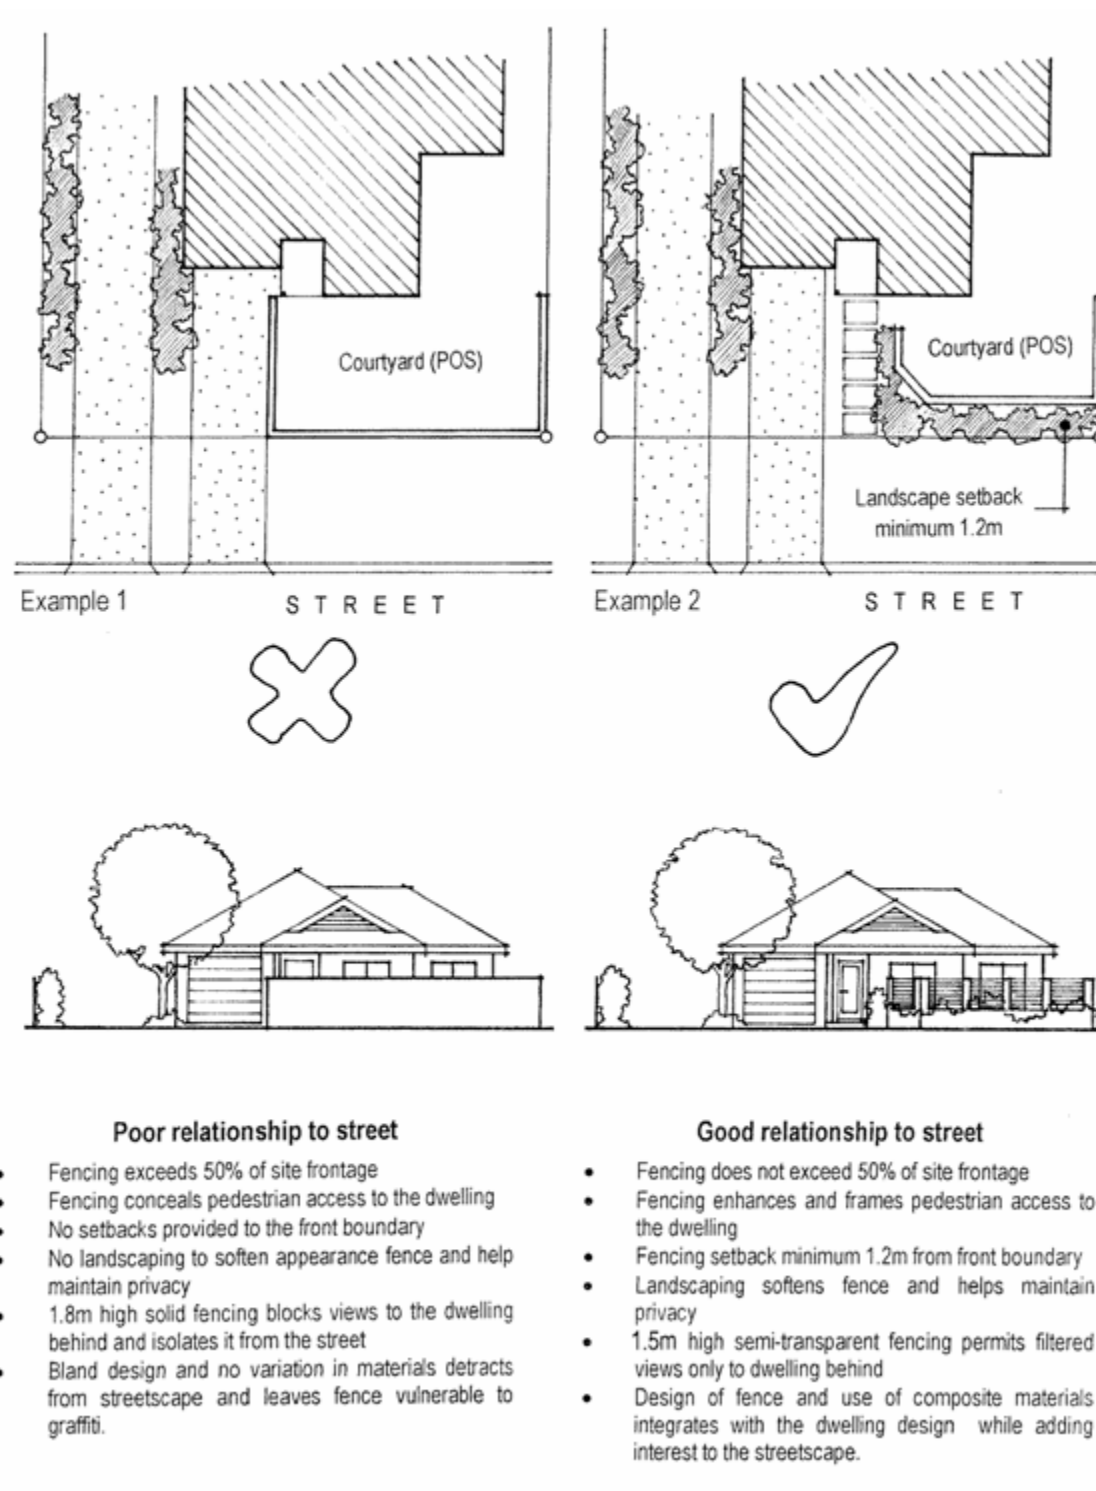 Courtyard (POS)
Courtyard (POS)
Landscape setback
minimum 1.2m
Example 1
STREET
Example 2
STREET
Poor relationship to street
• Fencing exceeds 50% of site frontage
• Fencing conceals pedestrian access to the dwelling
• No setbacks provided to the front boundary
• No landscaping to soften appearance fence and help
maintain privacy
• 1.8m high solid fencing blocks views to the dwelling
behind and isolates it from the street
• Bland design and no variation in materials detracts
from streetscape and leaves fence vulnerable to
graffiti.
Good relationship to street
• Fencing does not exceed 50% of site frontage
• Fencing enhances and frames pedestrian access to
the dwelling
• Fencing setback minimum 1.2m from front boundary
• Landscaping softens fence and helps maintain
privacy
• 1.5m high semi-transparent fencing permits filtered
views only to dwelling behind
• Design of fence and use of composite materials
integrates with the dwelling design while adding
interest to the streetscape.